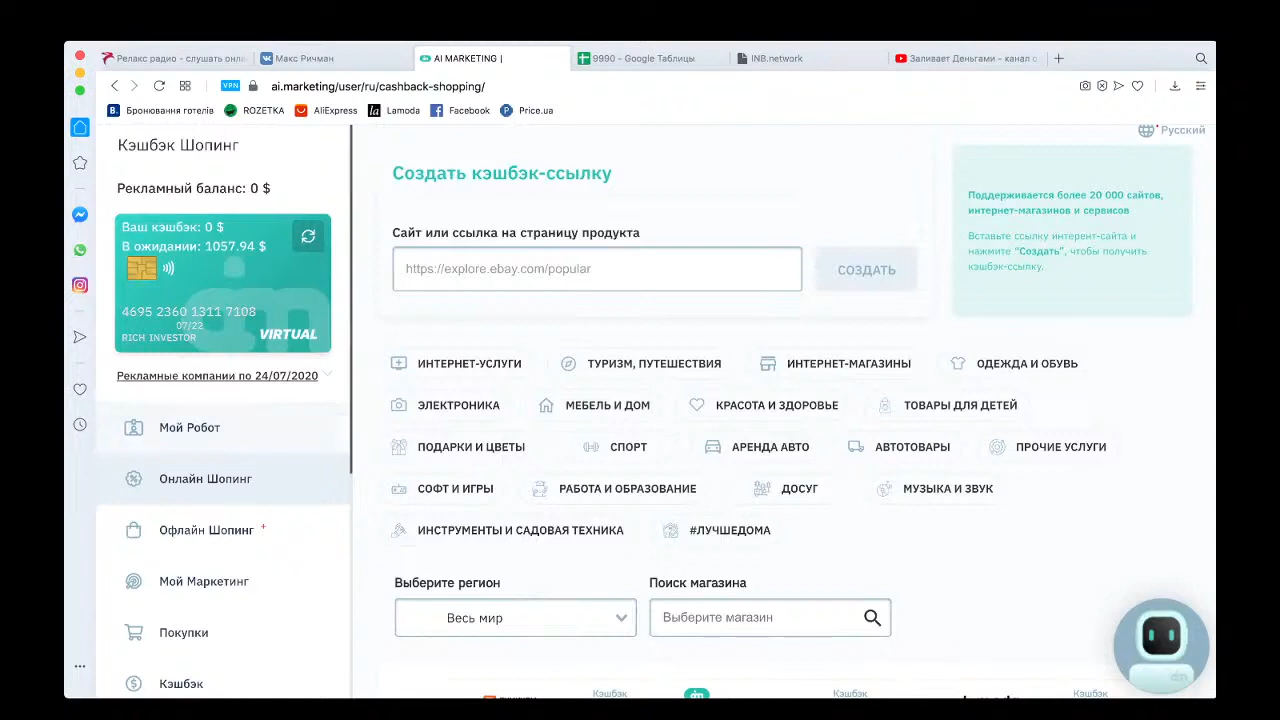 Релакс радио - слушать онла
Макс Ричман
AI MARKETING |
9990 - Google Таблицы
INB.network
Заливает Деньгами - канал о
VPN
ai.marketing/user/ru/cashback-shopping/
Бронювання готелів
ROZETKA
AliExpress
Lamoda
Facebook
Price.ua
Русский
Кэшбэк Шопинг
Рекламный баланс: 0 $
Ваш кэшбек: 0 $
В ожидании: 1057.94 $
4695 2360 1311 7108
07/22
RICH INVESTOR
VIRTUAL
Рекламные компании по 24/07/2020
Мой Робот
Онлайн Шопинг
Офлайн Шопинг +
Мой Маркетинг
Покупки
Кэшбэк
Создать кэшбэк-ссылку
Сайт или ссылка на страницу продукта
https://explore.ebay.com/popular
СОЗДАТЬ
Поддерживается более 20 000 сайтов,
интернет-магазинов и сервисов
Вставьте ссылку интерент-сайта и
нажмите “Создать”, чтобы получить
кэшбэк-ссылку.
ИНТЕРНЕТ-УСЛУГИ
ТУРИЗМ, ПУТЕШЕСТВИЯ
ИНТЕРНЕТ-МАГАЗИНЫ
ОДЕЖДА И ОБУВЬ
ЭЛЕКТРОНИКА
МЕБЕЛЬ И ДОМ
КРАСОТА И ЗДОРОВЬЕ
ТОВАРЫ ДЛЯ ДЕТЕЙ
ПОДАРКИ И ЦВЕТЫ
СПОРТ
АРЕНДА АВТО
АВТОТОВАРЫ
ПРОЧИЕ УСЛУГИ
СОФТ И ИГРЫ
РАБОТА И ОБРАЗОВАНИЕ
ДОСУГ
МУЗЫКА И ЗВУК
ИНСТРУМЕНТЫ И САДОВАЯ ТЕХНИКА
#ЛУЧШЕДОМА
Выберите регион
Поиск магазина
Весь мир
Выберите магазин
Кэшбэк
Кэшбэк
Кэшбэк